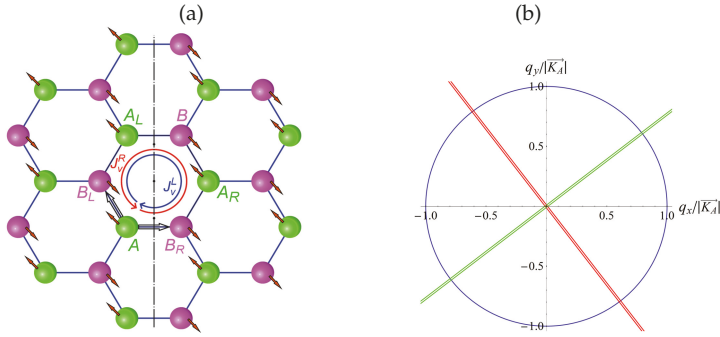 (a)
(b)
A_L
B
J_v^R
J_v^L
B_L
A_R
A
B_R
q_y/|\vec{K_A}|
1.0
0.5
-1.0
-0.5
0.5
1.0
q_x/|\vec{K_A}|
-0.5
-1.0